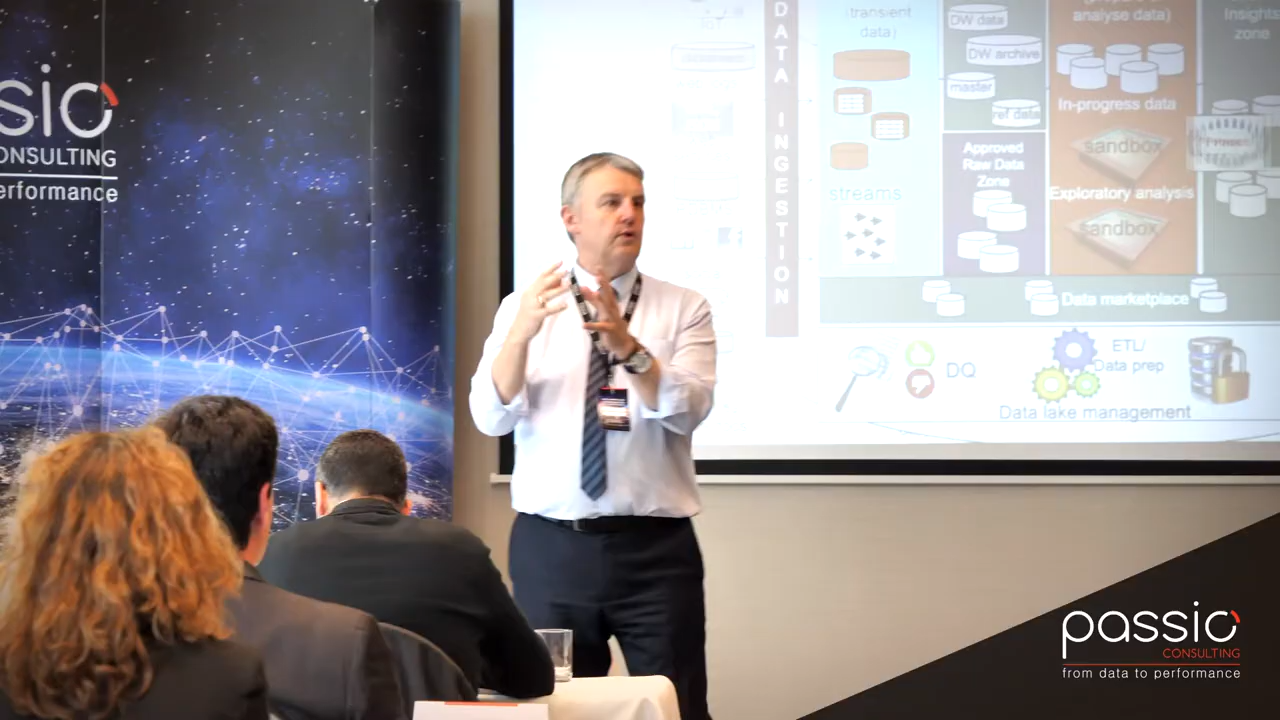 ssio
ONSULTING
erformance
IoT
DATA INGESTION
(transient
data)
streams
DW data
DW archive
master
ref data
Approved
Raw Data
Zone
analyse data)
In-progress data
sandbox
Exploratory analysis
sandbox
Insights
zone
Data marketplace
DQ
ETL/
Data prep
Data lake management
passio
CONSULTING
from data to performance